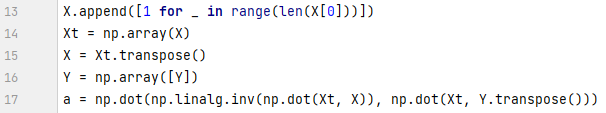 13 X.append([1 for _ in range(len(X[0]))])
14 Xt = np.array(X)
15 X = Xt.transpose()
16 Y = np.array([Y])
17 a = np.dot(np.linalg.inv(np.dot(Xt, X)), np.dot(Xt, Y.transpose()))